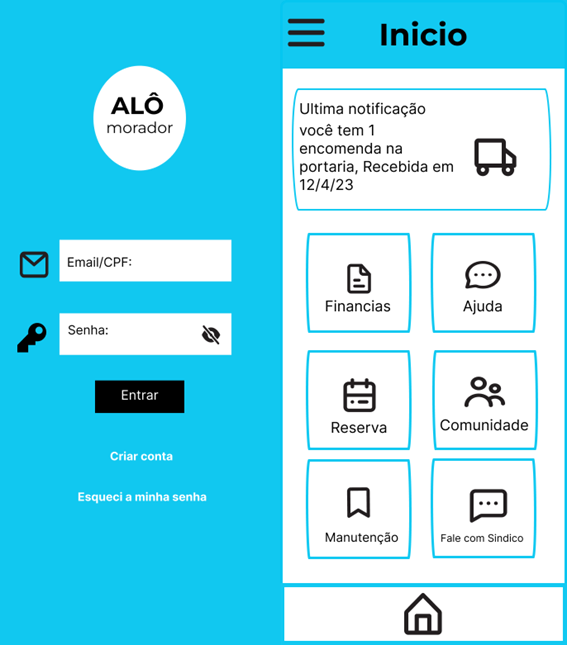 ALÔ
morador
Email/CPF:
Senha:
Entrar
Criar conta
Esqueci a minha senha
Inicio
Ultima notificação
você tem 1
encomenda na
portaria, Recebida em
12/4/23
Financias
Ajuda
Reserva
Comunidade
Manutenção
Fale com Sindico